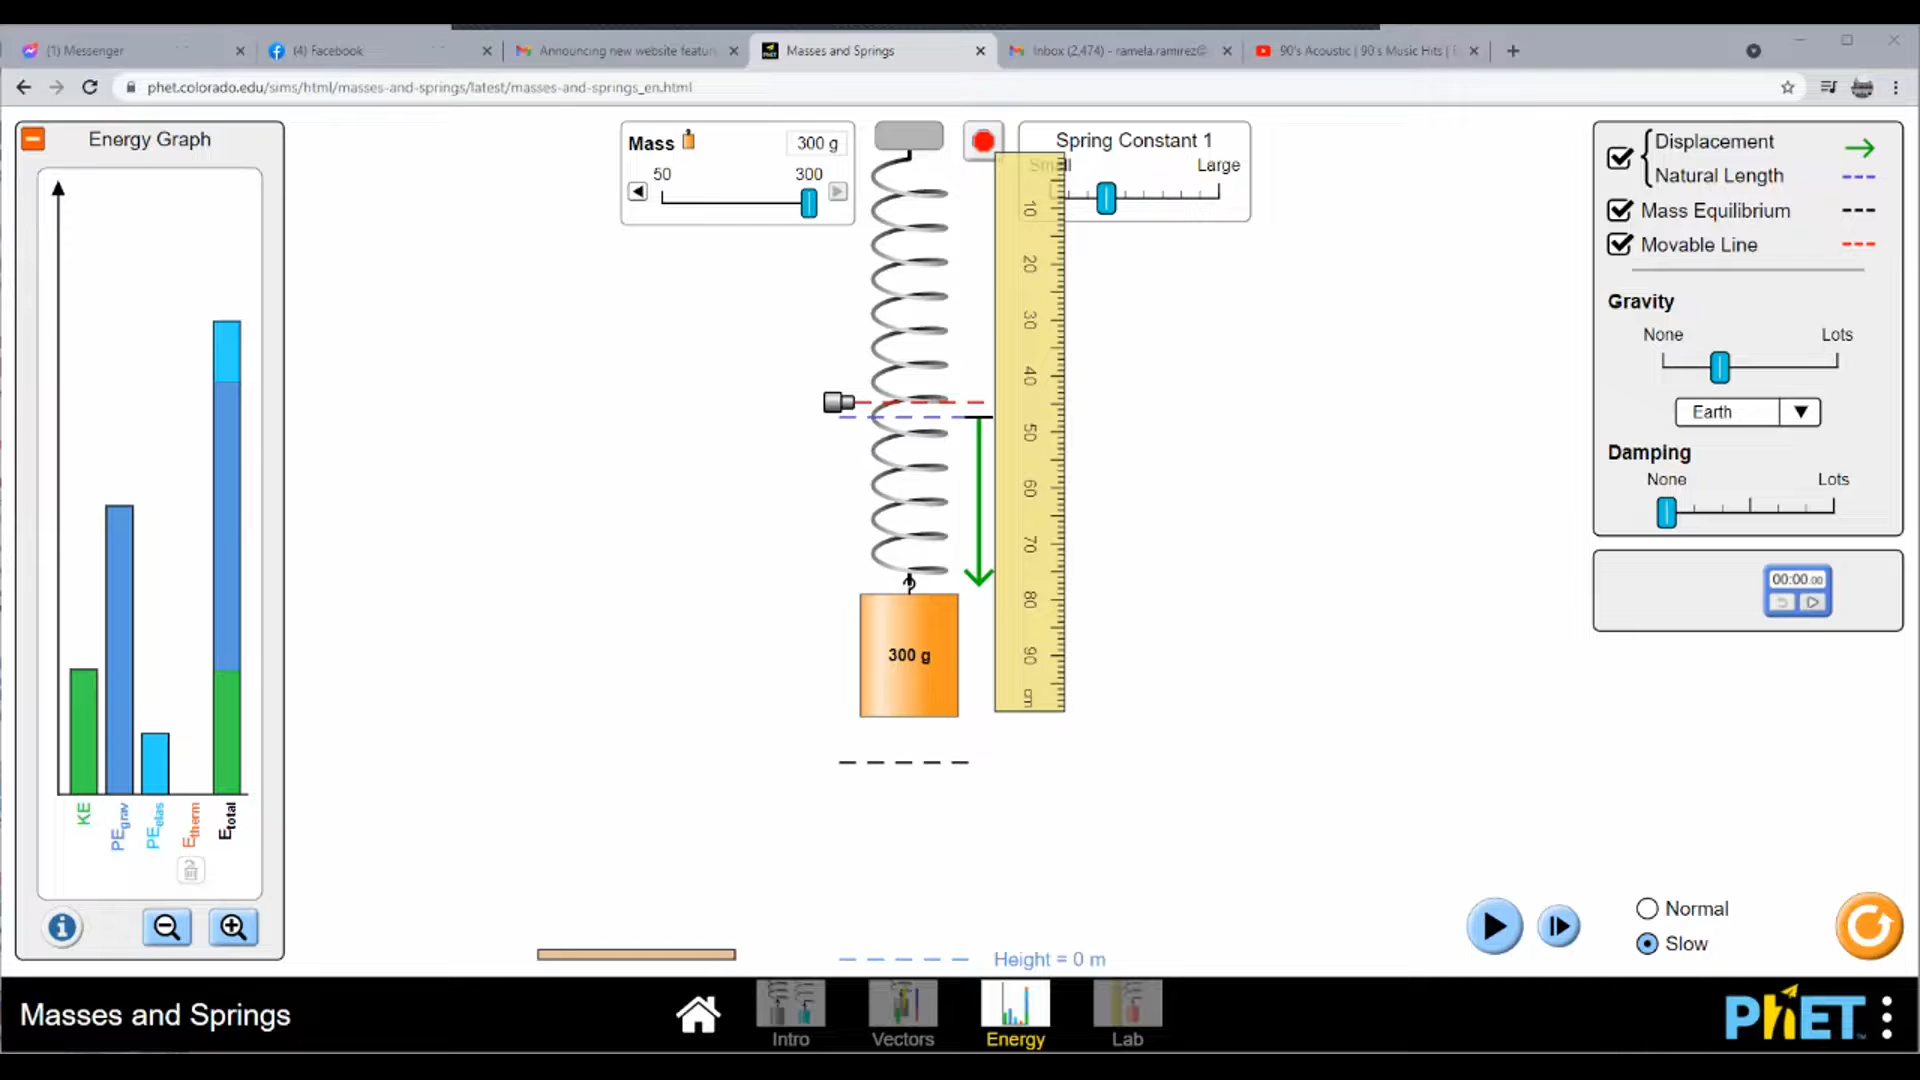 (1) Messenger
(4) Facebook
Announcing new website featur
Masses and Springs
Inbox (2,474) - ramela.ramirez@
90's Acoustic | 90's Music Hits |
phet.colorado.edu/sims/html/masses-and-springs/latest/masses-and-springs_en.html
Energy Graph
KE
PEgrav
PEelas
Etherm
Etotal
Mass
300 g
50
300
Spring Constant 1
Small
Large
10
20
30
40
50
60
70
80
90
cm
300 g
Height = 0 m
Displacement
Natural Length
Mass Equilibrium
Movable Line
Gravity
None
Lots
Earth
Damping
None
Lots
00:00.00
Normal
Slow
Masses and Springs
Intro
Vectors
Energy
Lab
PhET